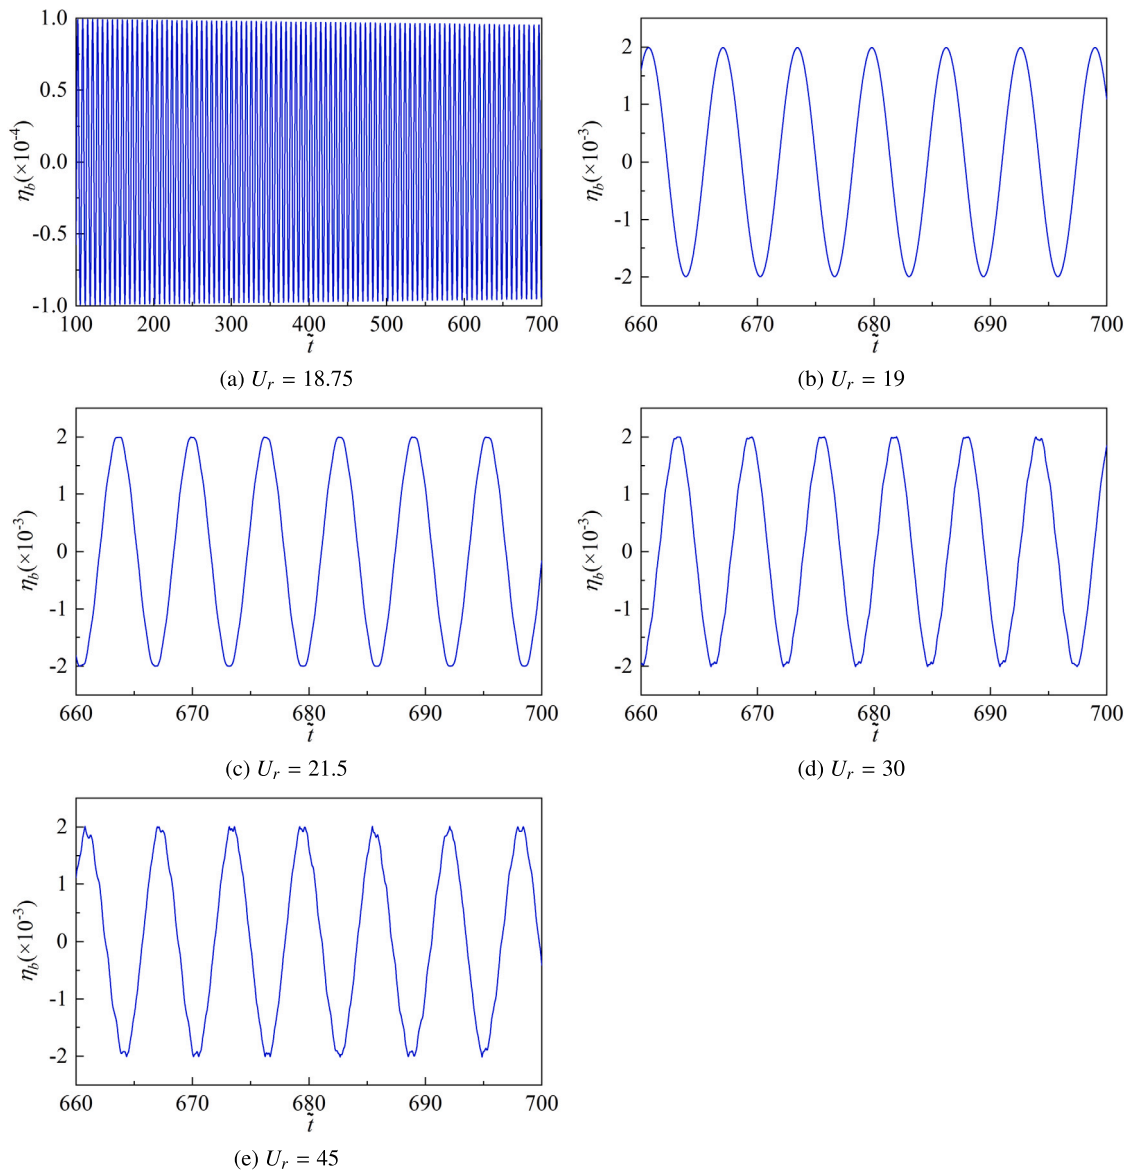 1.0
0.5
0.0
-0.5
-1.0
η_b(×10⁻⁴)
100 200 300 400 500 600 700
t̃
(a) U_r = 18.75
2
1
0
-1
-2
η_b(×10⁻³)
660 670 680 690 700
t̃
(b) U_r = 19
2
1
0
-1
-2
η_b(×10⁻³)
660 670 680 690 700
t̃
(c) U_r = 21.5
2
1
0
-1
-2
η_b(×10⁻³)
660 670 680 690 700
t̃
(d) U_r = 30
2
1
0
-1
-2
η_b(×10⁻³)
660 670 680 690 700
t̃
(e) U_r = 45